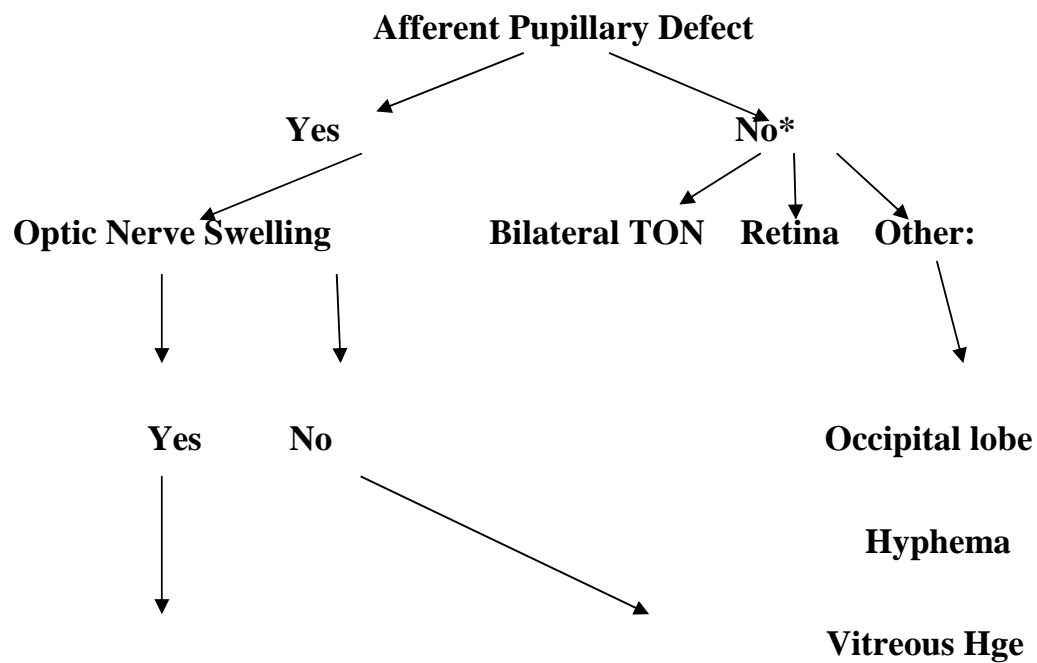 Afferent Pupillary Defect
Yes No*
Optic Nerve Swelling Bilateral TON Retina Other:
Yes No Occipital lobe
Hyphema
Vitreous Hge